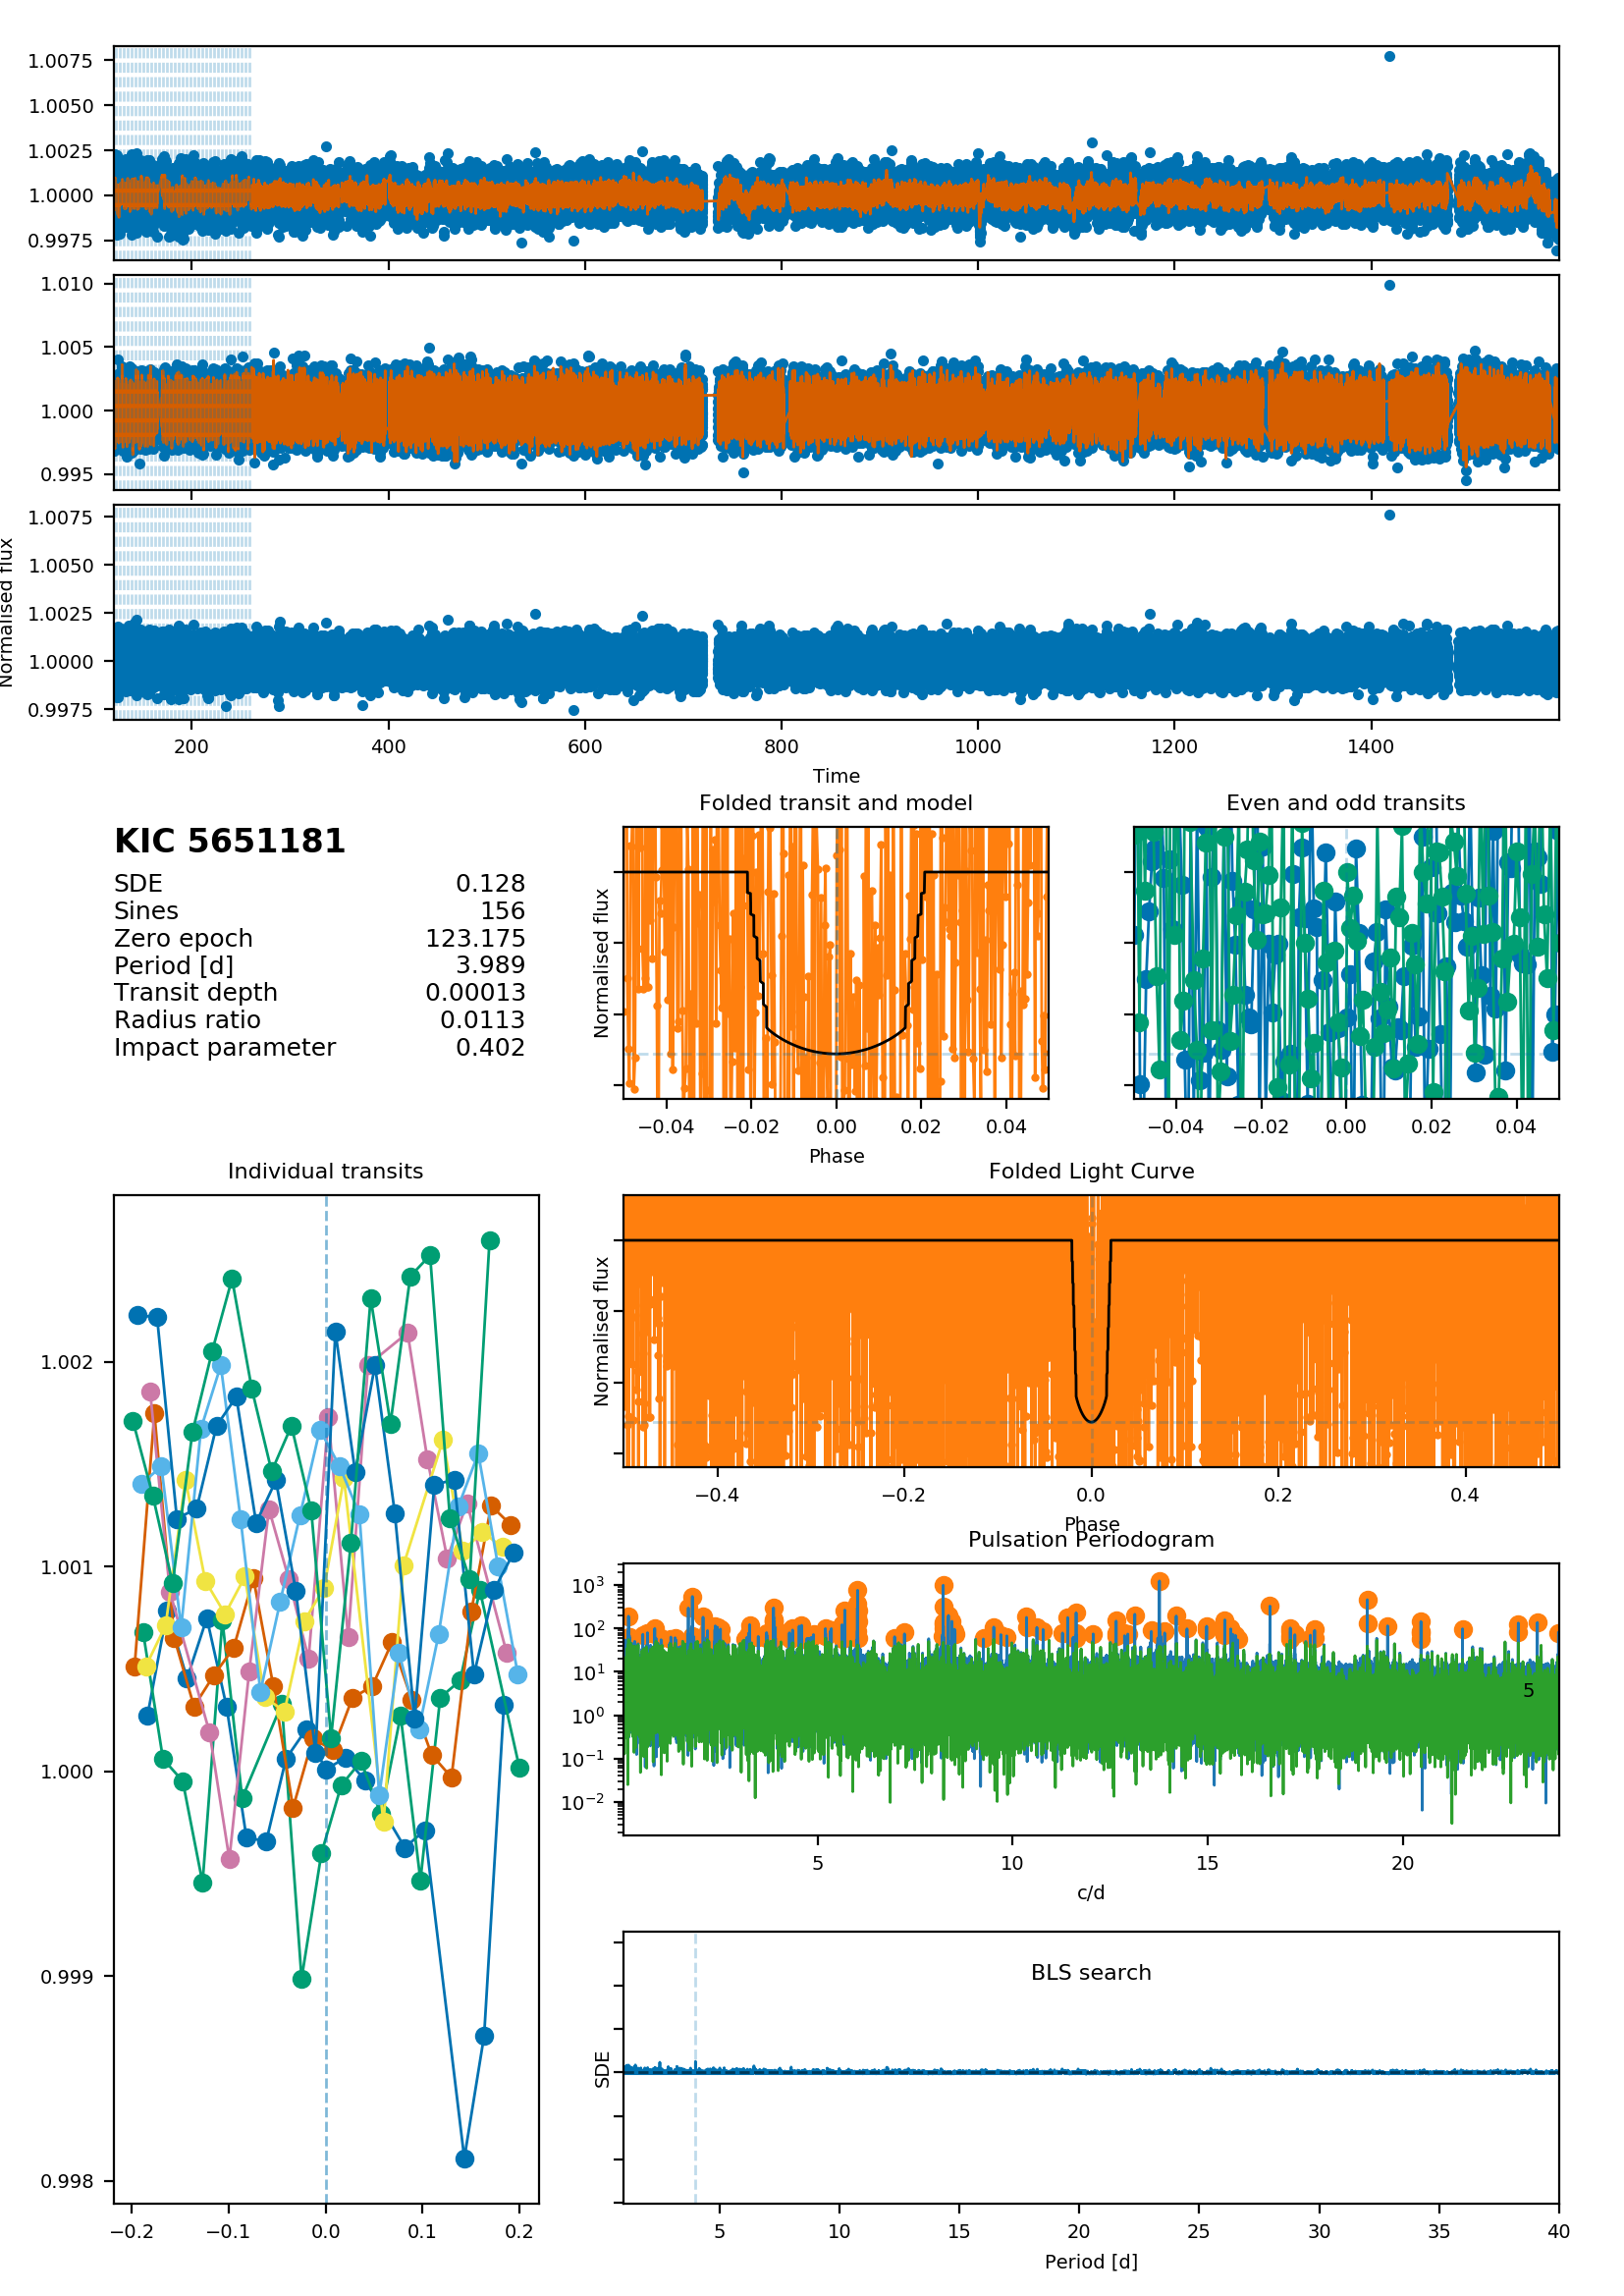 1.0075
1.0050
1.0025
1.0000
0.9975
1.010
1.005
1.000
0.995
1.0075
1.0050
1.0025
1.0000
0.9975
Normalised flux
200 400 600 800 1000 1200 1400
Time
KIC 5651181
SDE 0.128
Sines 156
Zero epoch 123.175
Period [d] 3.989
Transit depth 0.00013
Radius ratio 0.0113
Impact parameter 0.402
Folded transit and model
Normalised flux
−0.04 −0.02 0.00 0.02 0.04
Phase
Even and odd transits
−0.04 −0.02 0.00 0.02 0.04
Individual transits
1.002
1.001
1.000
0.999
0.998
−0.2 −0.1 0.0 0.1 0.2
Folded Light Curve
Normalised flux
−0.4 −0.2 0.0 0.2 0.4
Phase
Pulsation Periodogram
10³
10²
10¹
10⁰
10⁻¹
10⁻²
5
5 10 15 20
c/d
BLS search
SDE
5 10 15 20 25 30 35 40
Period [d]